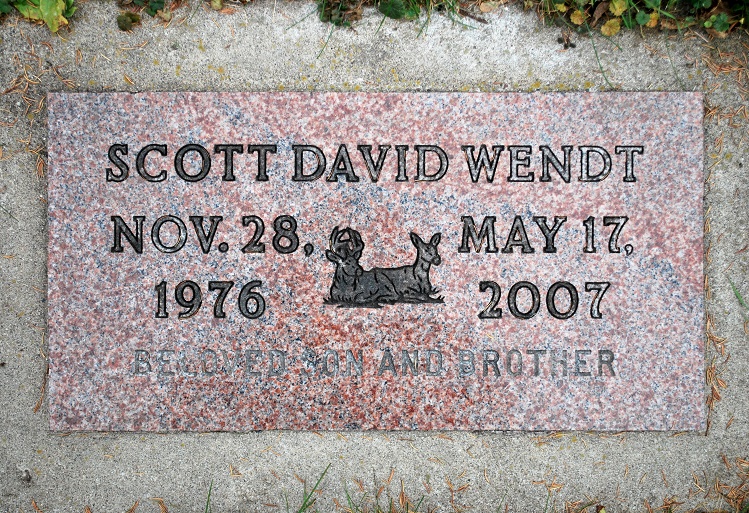 SCOTT DAVID WENDT
NOV. 28, MAY 17,
1976 2007
BELOVED SON AND BROTHER